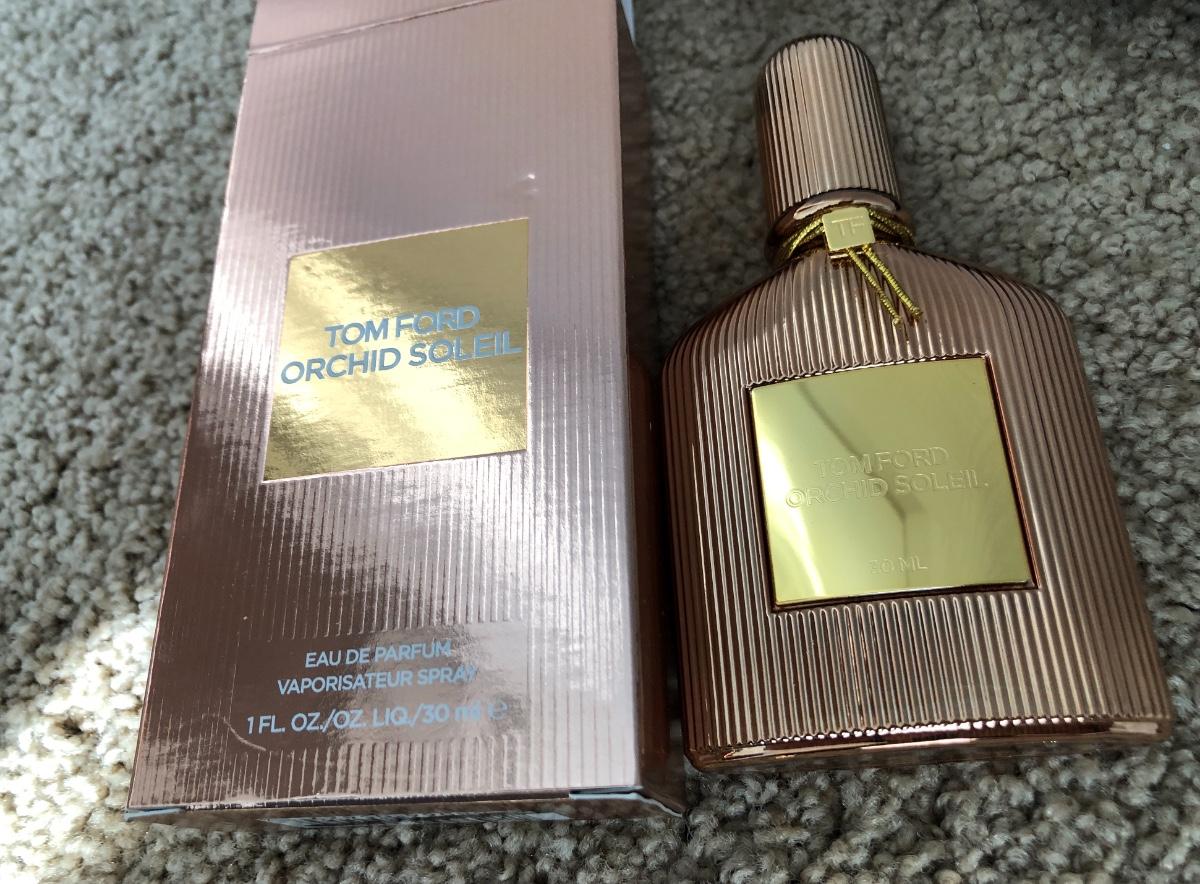 TOM FORD
ORCHID SOLEIL
EAU DE PARFUM
VAPORISATEUR SPRAY
1 FL. OZ./OZ. LIQ./30 ml ℮
TF
TOM FORD
ORCHID SOLEIL
30 ML